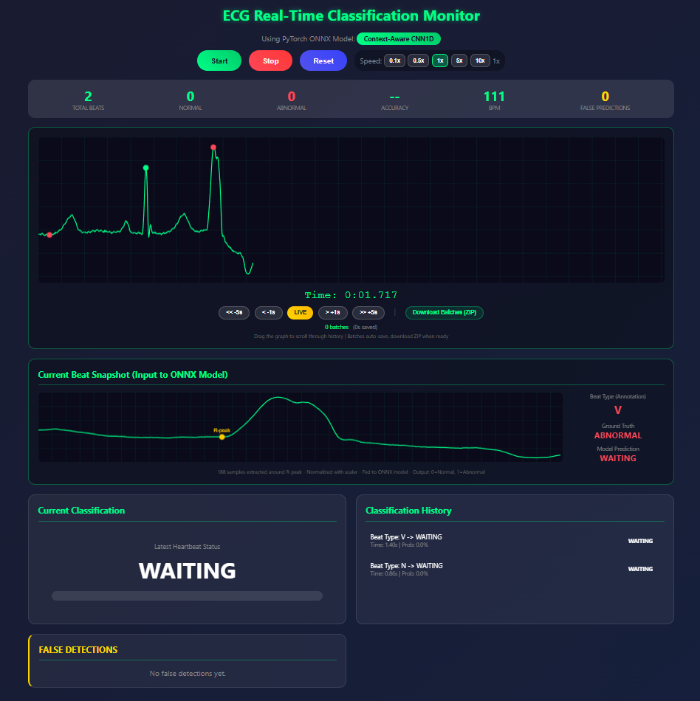 ECG Real-Time Classification Monitor
Using PyTorch ONNX Model: Context-Aware CNN1D
Start Stop Reset Speed: 0.1x 0.5x 1x 5x 10x 1x
2 0 0 -- 111 0
TOTAL BEATS NORMAL ABNORMAL ACCURACY BPM FALSE PREDICTIONS
Time: 0:01.717
<< -5s < -1s LIVE > +1s >> +5s | Download Batches (ZIP)
0 batches (0s saved)
Drag the graph to scroll through history | Batches auto-save, download ZIP when ready
Current Beat Snapshot (Input to ONNX Model)
Beat Type (Annotation)
V
Ground Truth
ABNORMAL
Model Prediction
WAITING
R-peak
188 samples extracted around R-peak · Normalized with scaler · Fed to ONNX model · Output: 0=Normal, 1=Abnormal
Current Classification
Latest Heartbeat Status
WAITING
Classification History
Beat Type: V -> WAITING
Time: 1.40s | Prob: 0.0%
WAITING
Beat Type: N -> WAITING
Time: 0.86s | Prob: 0.0%
WAITING
FALSE DETECTIONS
No false detections yet.